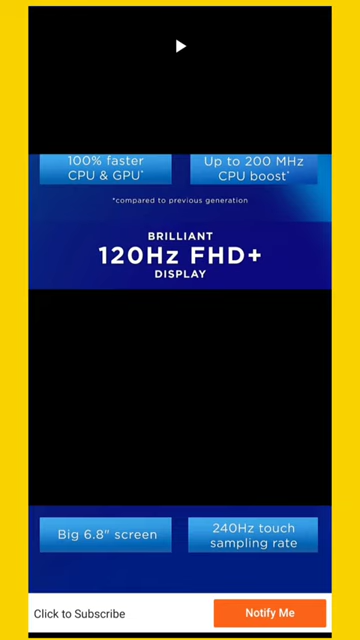 100% faster
CPU & GPU*
Up to 200 MHz
CPU boost*
*compared to previous generation
BRILLIANT
120Hz FHD+
DISPLAY
Big 6.8" screen
240Hz touch
sampling rate
Click to Subscribe
Notify Me